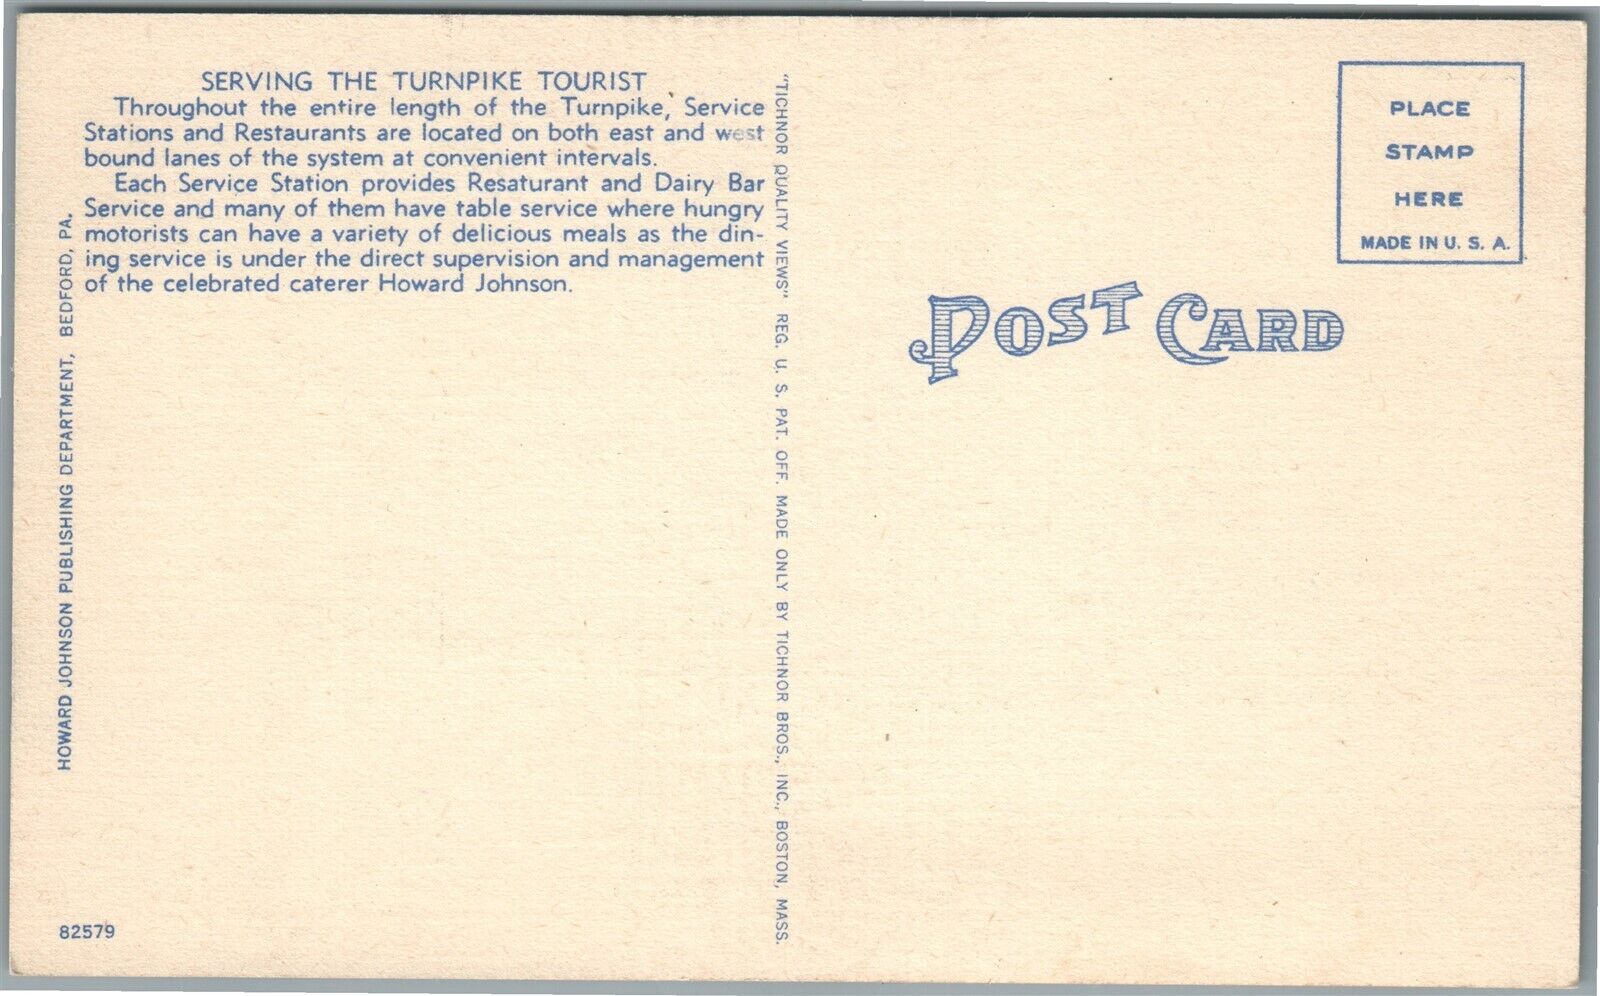 SERVING THE TURNPIKE TOURIST
Throughout the entire length of the Turnpike, Service
Stations and Restaurants are located on both east and west
bound lanes of the system at convenient intervals.
Each Service Station provides Resaturant and Dairy Bar
Service and many of them have table service where hungry
motorists can have a variety of delicious meals as the din-
ing service is under the direct supervision and management
of the celebrated caterer Howard Johnson.
HOWARD JOHNSON PUBLISHING DEPARTMENT, BEDFORD, PA.
82579
"TICHNOR QUALITY VIEWS" REG. U. S. PAT. OFF. MADE ONLY BY TICHNOR BROS., INC., BOSTON, MASS.
POST CARD
PLACE
STAMP
HERE
MADE IN U. S. A.